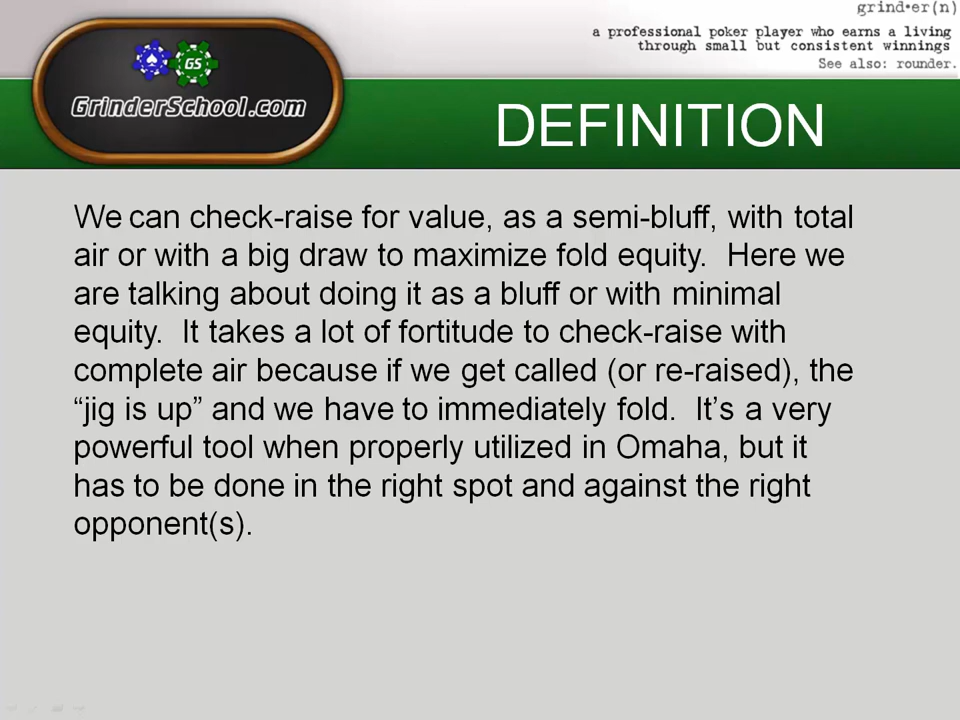 grind•er(n)
a professional poker player who earns a living
through small but consistent winnings
See also: rounder.
GS
GrinderSchool.com
DEFINITION
We can check-raise for value, as a semi-bluff, with total
air or with a big draw to maximize fold equity.  Here we
are talking about doing it as a bluff or with minimal
equity.  It takes a lot of fortitude to check-raise with
complete air because if we get called (or re-raised), the
“jig is up” and we have to immediately fold.  It’s a very
powerful tool when properly utilized in Omaha, but it
has to be done in the right spot and against the right
opponent(s).